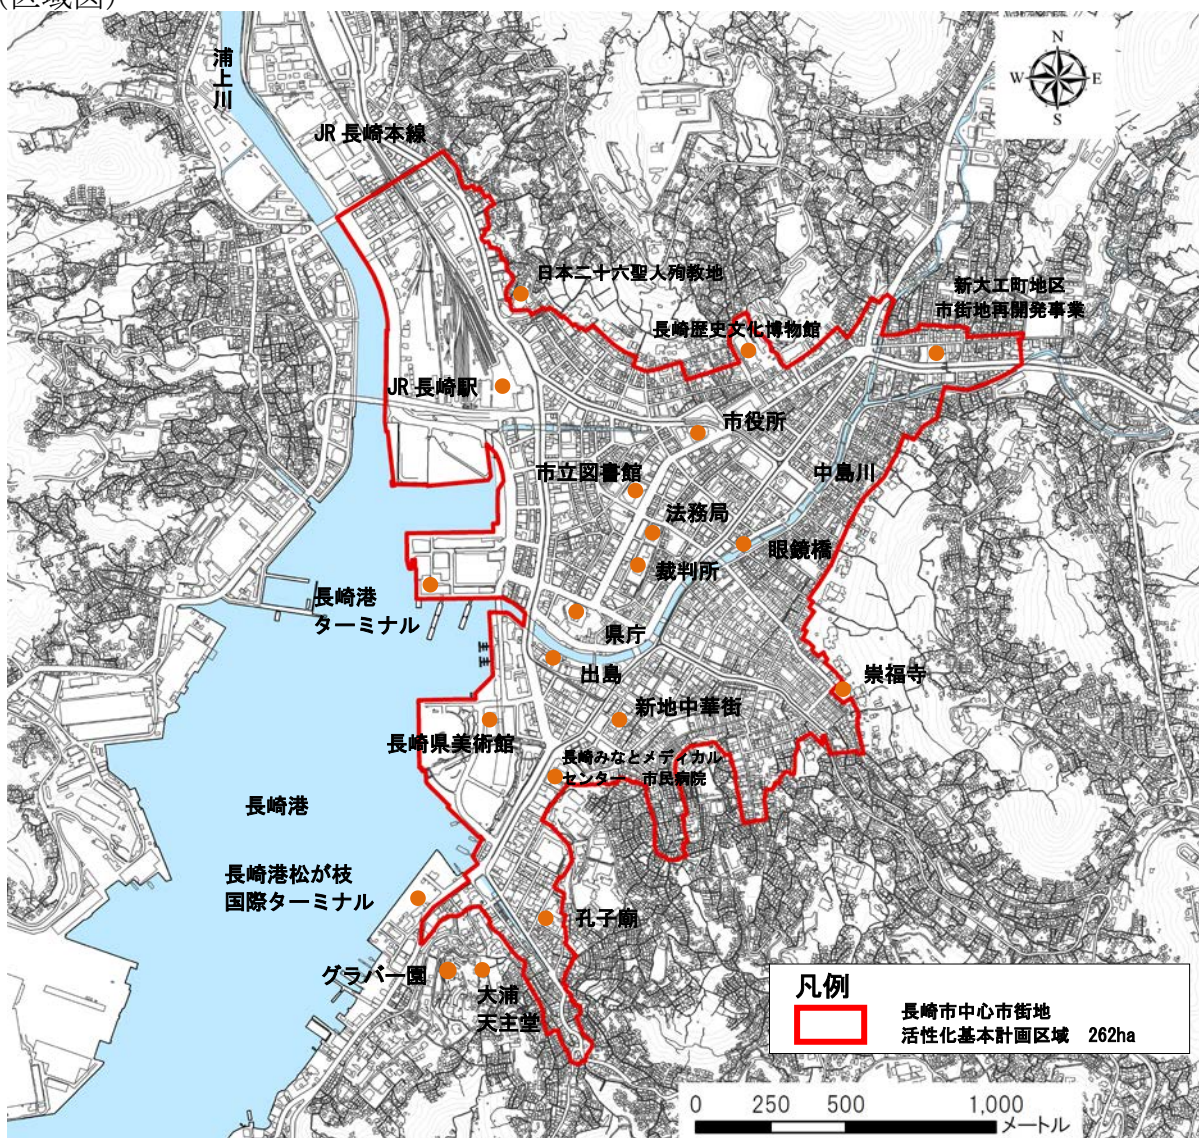 (区域図)
N
W
E
S
浦上川
JR 長崎本線
日本二十六聖人殉教地
新大工町地区
市街地再開発事業
長崎歴史文化博物館
JR 長崎駅
市役所
市立図書館
中島川
法務局
眼鏡橋
裁判所
長崎港
ターミナル
県庁
出島
崇福寺
新地中華街
長崎県美術館
長崎みなとメディカル
センター 市民病院
長崎港
長崎港松が枝
国際ターミナル
孔子廟
グラバー園
大浦
天主堂
凡例
長崎市中心市街地
活性化基本計画区域 262ha
0 250 500 1,000
メートル